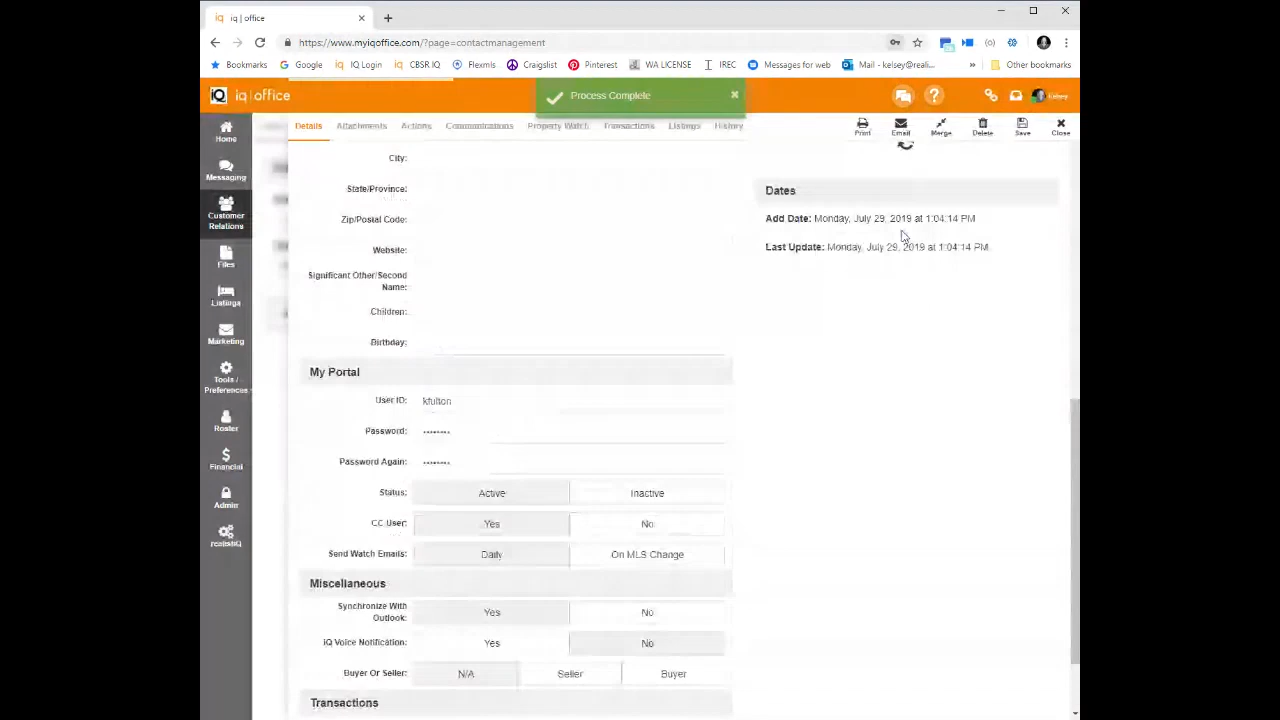 iq | office
https://www.myiqoffice.com/?page=contactmanagement
Bookmarks Google IQ Login CBSR IQ Flexmls Craigslist Pinterest WA LICENSE IREC Messages for web Mail - kelsey@reali... » Other bookmarks
iQ iq|office Process Complete Kelsey
Details Attachments Actions Communications Property Watch Transactions Listings History Print Email Merge Delete Save Close
Home
Messaging
Customer Relations
Files
Listings
Marketing
Tools / Preferences
Roster
Financial
Admin
realishiQ
City:
State/Province:
Zip/Postal Code:
Website:
Significant Other/Second Name:
Children:
Birthday:
My Portal
User ID: kfulton
Password: ••••••••
Password Again: ••••••••
Status: Active Inactive
CC User: Yes No
Send Watch Emails: Daily On MLS Change
Miscellaneous
Synchronize With Outlook: Yes No
iQ Voice Notification: Yes No
Buyer Or Seller: N/A Seller Buyer
Transactions
Dates
Add Date: Monday, July 29, 2019 at 1:04:14 PM
Last Update: Monday, July 29, 2019 at 1:04:14 PM